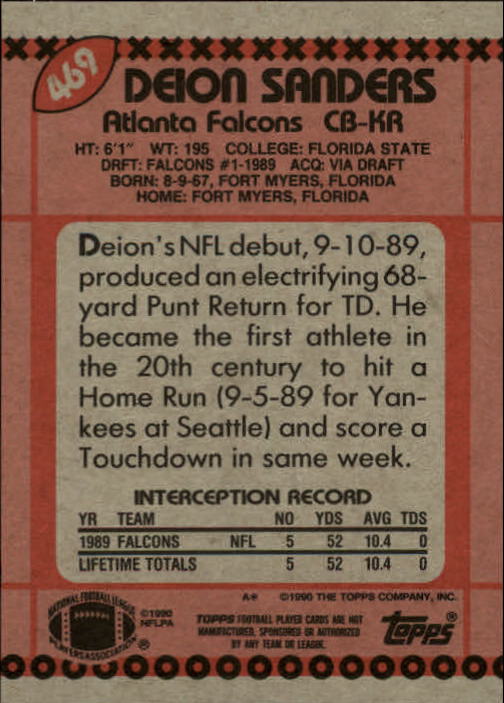 469
DEION SANDERS
Atlanta Falcons CB-KR
HT: 6'1" WT: 195 COLLEGE: FLORIDA STATE
DRFT: FALCONS #1-1989 ACQ: VIA DRAFT
BORN: 8-9-67, FORT MYERS, FLORIDA
HOME: FORT MYERS, FLORIDA
Deion's NFL debut, 9-10-89,
produced an electrifying 68-
yard Punt Return for TD. He
became the first athlete in
the 20th century to hit a
Home Run (9-5-89 for Yan-
kees at Seattle) and score a
Touchdown in same week.
INTERCEPTION RECORD
YR TEAM NO YDS AVG TDS
1989 FALCONS NFL 5 52 10.4 0
LIFETIME TOTALS 5 52 10.4 0
A* ©1990 THE TOPPS COMPANY, INC.
NATIONAL FOOTBALL LEAGUE
PLAYERS ASSOCIATION
®
©1990
NFLPA
TOPPS FOOTBALL PLAYER CARDS ARE NOT
MANUFACTURED, SPONSORED OR AUTHORIZED
BY ANY TEAM OR LEAGUE.
topps®